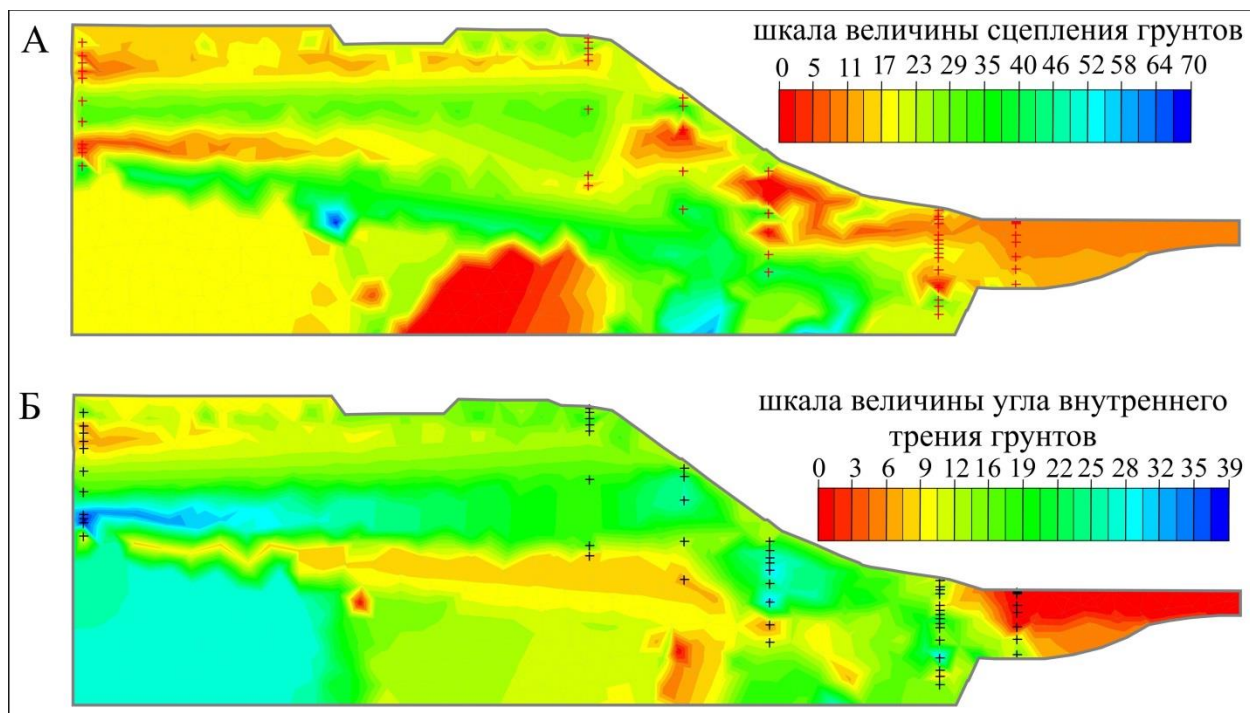 А
шкала величины сцепления грунтов
0 5 11 17 23 29 35 40 46 52 58 64 70
Б
шкала величины угла внутреннего
трения грунтов
0 3 6 9 12 16 19 22 25 28 32 35 39